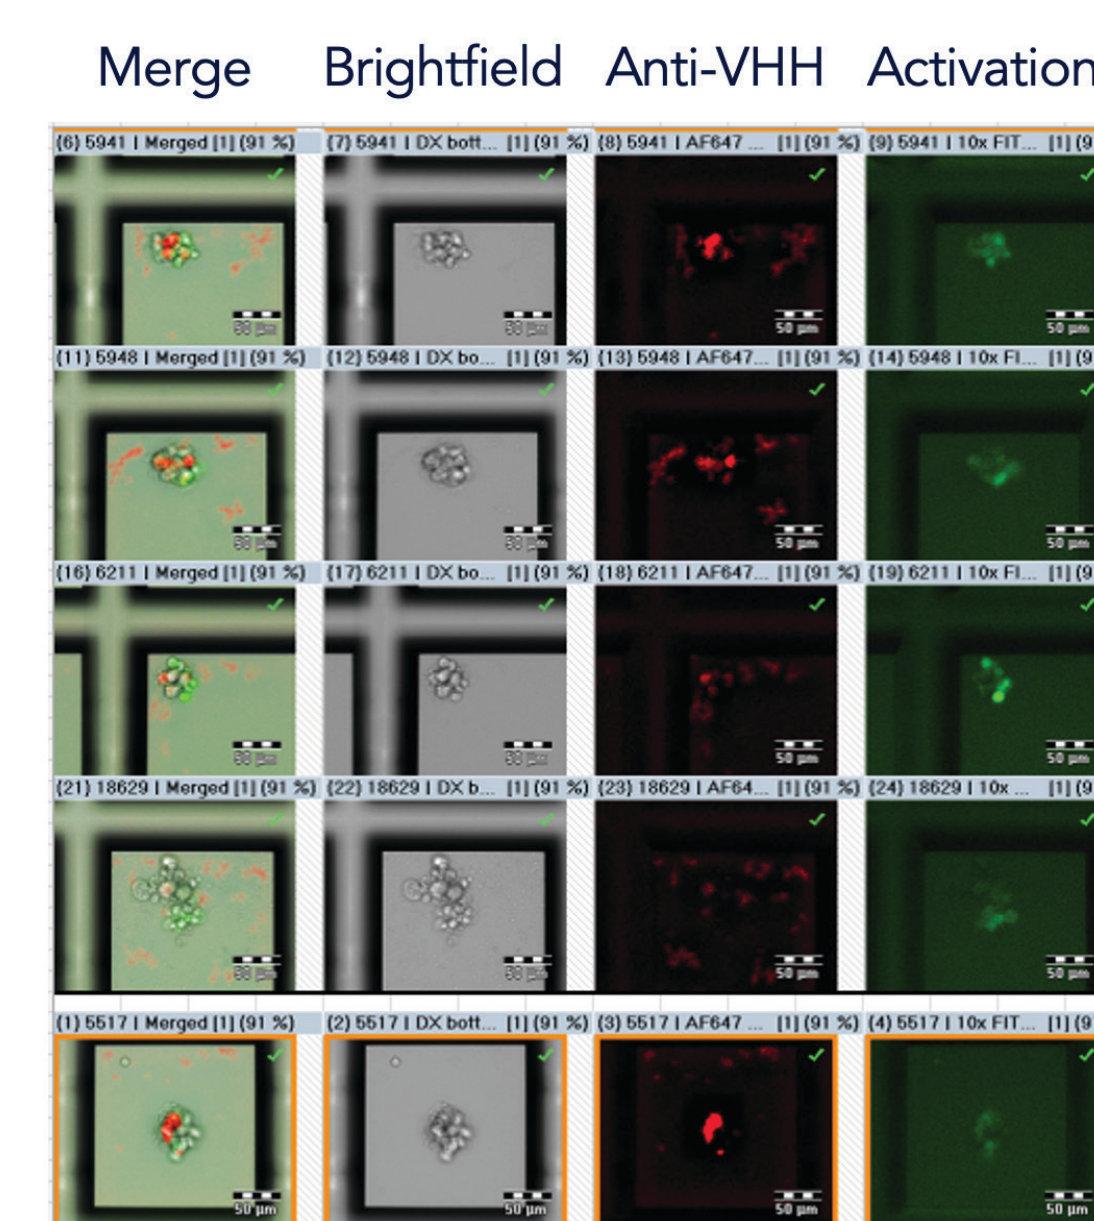 Merge Brightfield Anti-VHH Activation
(6) 5941 | Merged [1] (91 %) (7) 5941 | DX bott... [1] (91 %) (8) 5941 | AF647 ... [1] (91 %) (9) 5941 | 10x FIT... [1] (9
50 µm 50 µm
(11) 5948 | Merged [1] (91 %) (12) 5948 | DX bo... [1] (91 %) (13) 5948 | AF647... [1] (91 %) (14) 5948 | 10x FI... [1] (9
50 µm 50 µm
(16) 6211 | Merged [1] (91 %) (17) 6211 | DX bo... [1] (91 %) (18) 6211 | AF647... [1] (91 %) (19) 6211 | 10x FI... [1] (9
50 µm 50 µm
(21) 18629 | Merged [1] (91 %) (22) 18629 | DX b... [1] (91 %) (23) 18629 | AF64... [1] (91 %) (24) 18629 | 10x ... [1] (9
50 µm 50 µm
(1) 5517 | Merged [1] (91 %) (2) 5517 | DX bott... [1] (91 %) (3) 5517 | AF647 ... [1] (91 %) (4) 5517 | 10x FIT... [1] (9
50 µm 50 µm 50 µm 50 µm